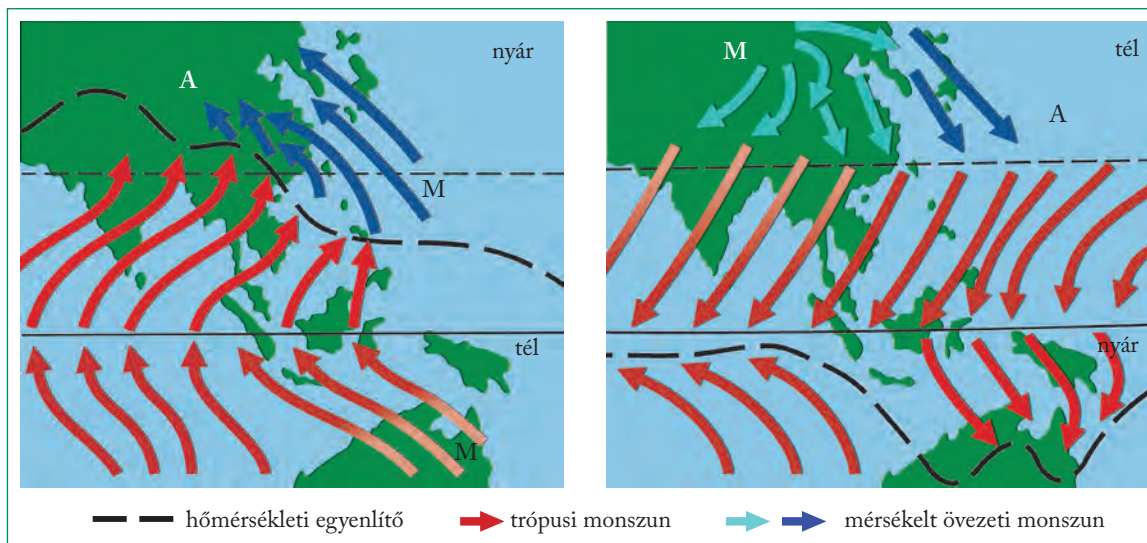 nyár
A
M
tél
M
tél
M
A
nyár
hőmérsékleti egyenlítő
trópusi monszun
mérsékelt övezeti monszun